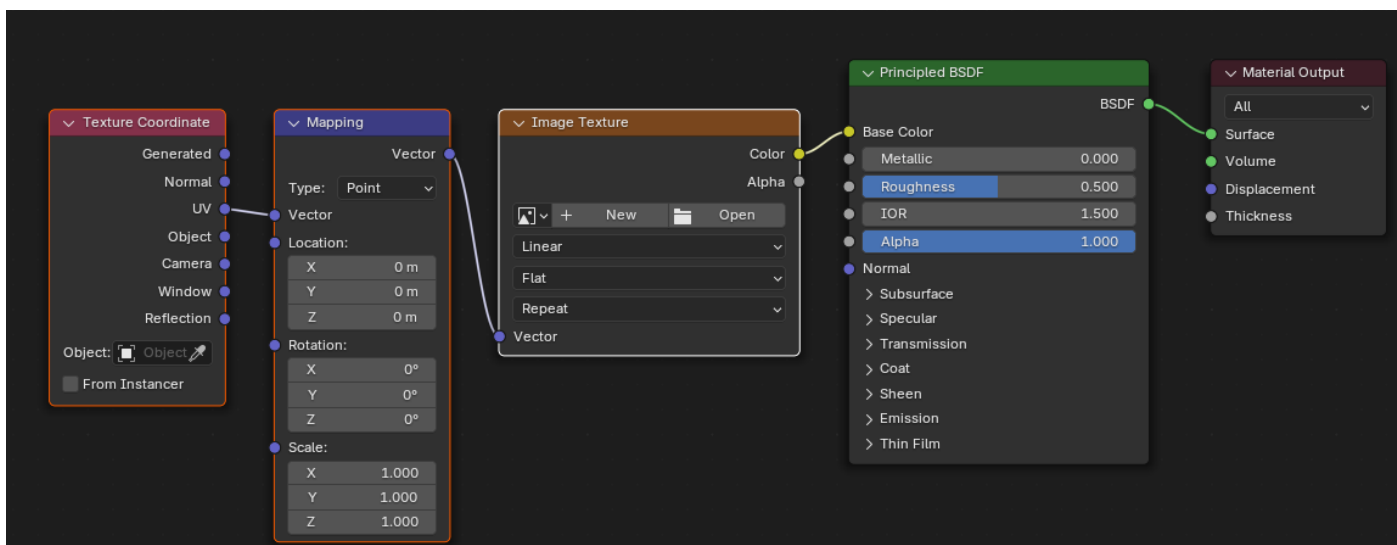 Texture Coordinate
Generated
Normal
UV
Object
Camera
Window
Reflection
Object: Object
From Instancer
Mapping
Vector
Type: Point
Vector
Location:
X 0 m
Y 0 m
Z 0 m
Rotation:
X 0°
Y 0°
Z 0°
Scale:
X 1.000
Y 1.000
Z 1.000
Image Texture
Color
Alpha
New Open
Linear
Flat
Repeat
Vector
Principled BSDF
BSDF
Base Color
Metallic 0.000
Roughness 0.500
IOR 1.500
Alpha 1.000
Normal
Subsurface
Specular
Transmission
Coat
Sheen
Emission
Thin Film
Material Output
All
Surface
Volume
Displacement
Thickness